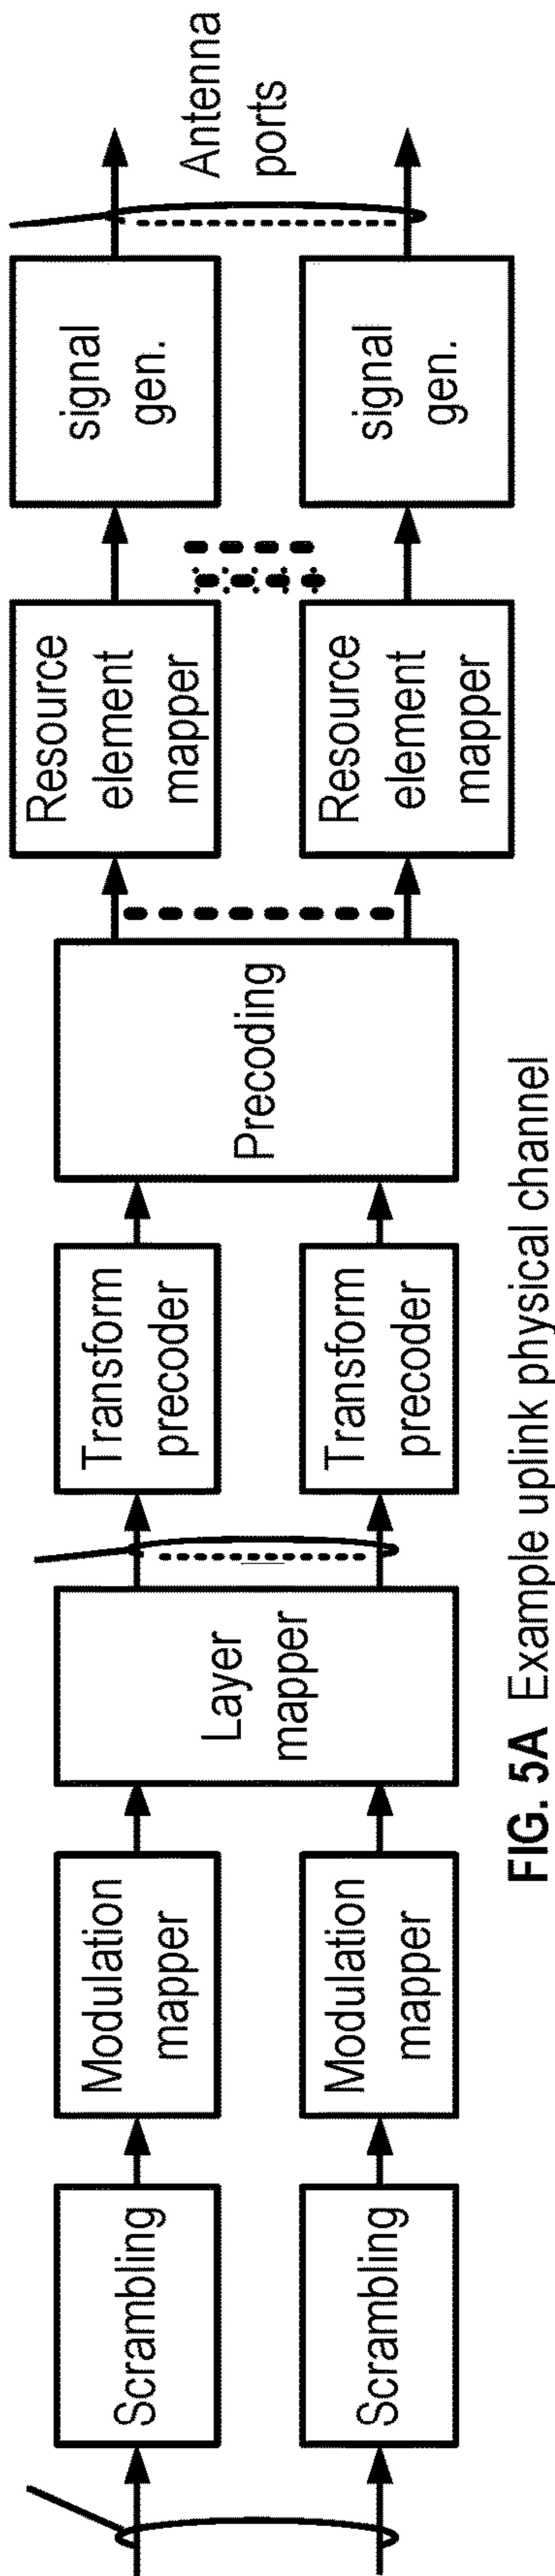 Scrambling
Scrambling
Modulation
mapper
Modulation
mapper
Layer
mapper
Transform
precoder
Transform
precoder
Precoding
Resource
element
mapper
Resource
element
mapper
signal
gen.
signal
gen.
Antenna
ports
FIG. 5A Example uplink physical channel